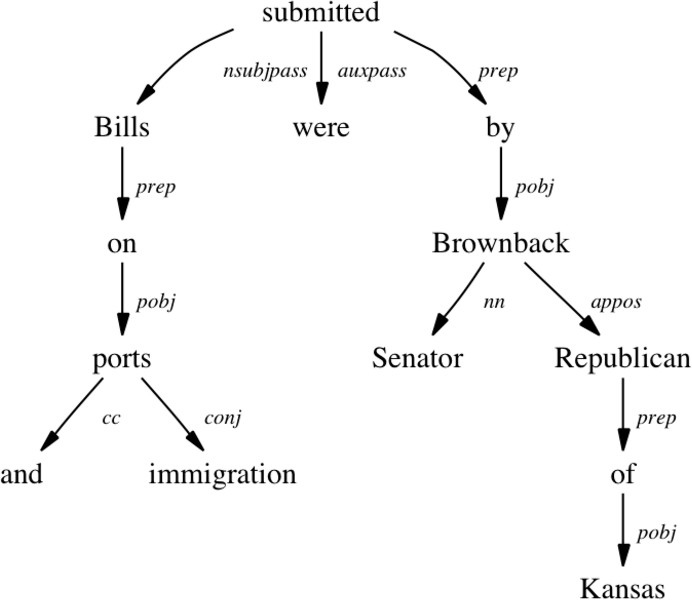 submitted
nsubjpass auxpass prep
Bills were by
prep pobj
on Brownback
pobj nn appos
ports Senator Republican
cc conj prep
and immigration of
pobj
Kansas